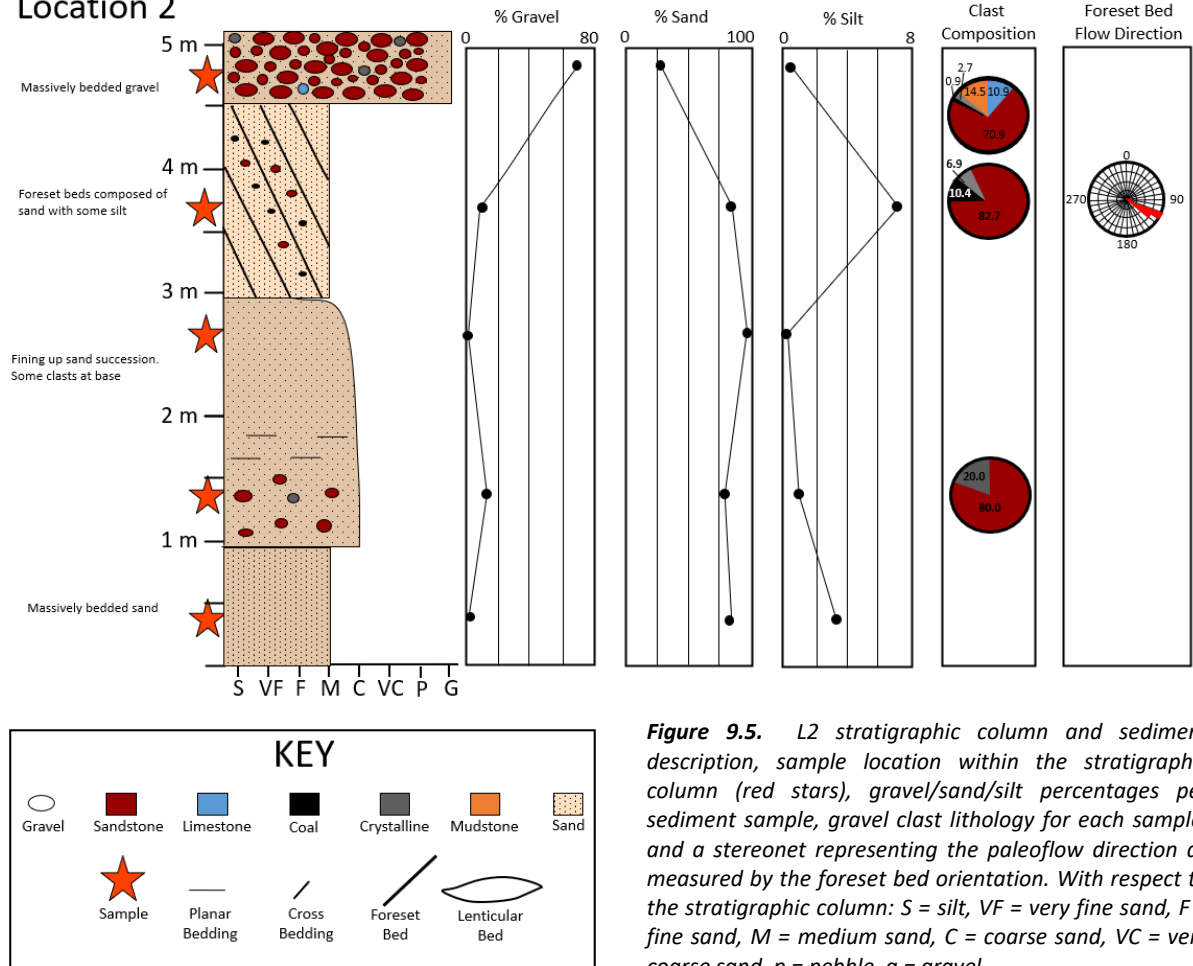 Location 2
% Gravel
0 80
% Sand
0 100
% Silt
0 8
Clast
Composition
Foreset Bed
Flow Direction
5 m
Massively bedded gravel
4 m
Foreset beds composed of
sand with some silt
3 m
Fining up sand succession.
Some clasts at base
2 m
1 m
Massively bedded sand
S VF F M C VC P G
2.7
0.9
14.5 10.9
70.9
6.9
10.4
82.7
20.0
80.0
0
270 90
180
KEY
Gravel Sandstone Limestone Coal Crystalline Mudstone Sand
Sample Planar Cross Foreset Lenticular
Bedding Bedding Bed Bed
Figure 9.5. L2 stratigraphic column and
description, sample location within the
column (red stars), gravel/sand/silt percentages
sediment sample, gravel clast lithology for each
and a stereonet representing the paleoflow direction
measured by the foreset bed orientation. With respect
the stratigraphic column: S = silt, VF = very fine sand, F
fine sand, M = medium sand, C = coarse sand, VC =
coarse sand, p = pebble, g = gravel